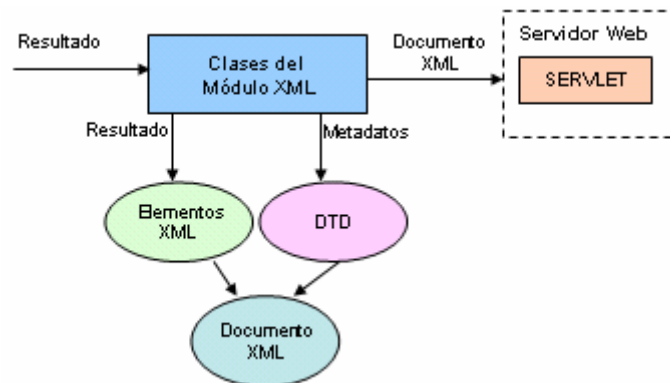 Resultado
Clases del
Módulo XML
Documento
XML
Servidor Web
SERVLET
Resultado
Metadatos
Elementos
XML
DTD
Documento
XML